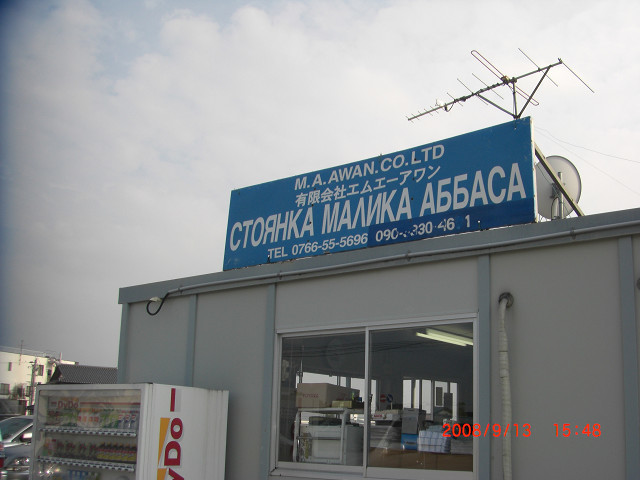 M.A.AWAN.CO.LTD
有限会社エムエーアワン
СТОЯНКА МАЛИКА АББАСА
TEL 0766-55-5696
yDo
2008/9/13 15:46